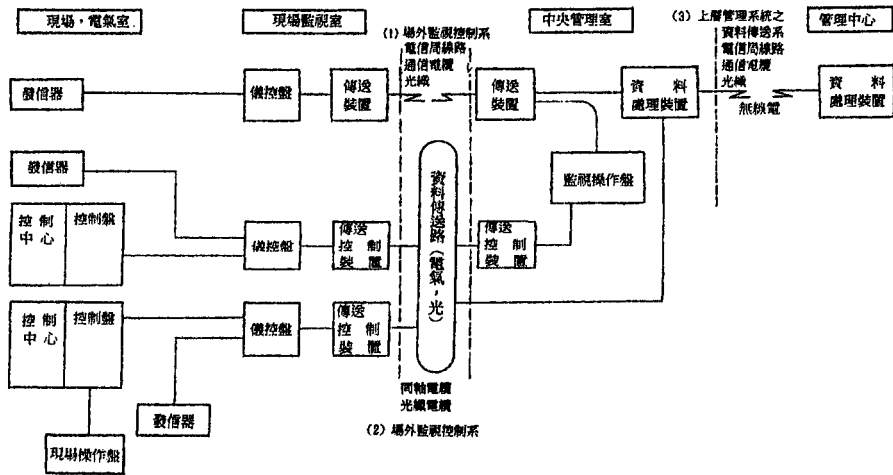 現場，電氣室
現場監視室
(1) 場外監視控制系
電信局線路
通信電纜
光纖
中央管理室
(3) 上層管理系統之
資料傳送系
電信局線路
通信電纜
光纖
無線電
管理中心
發信器
儀控盤
傳送
裝置
傳送
裝置
資料
處理裝置
資料
處理裝置
發信器
控制
中心
控制盤
儀控盤
傳送
控制
裝置
資料傳送路（電氣，光）
傳送
控制
裝置
監視操作盤
控制
中心
控制盤
儀控盤
傳送
控制
裝置
發信器
現場操作盤
同軸電纜
光纖電纜
(2) 場外監視控制系